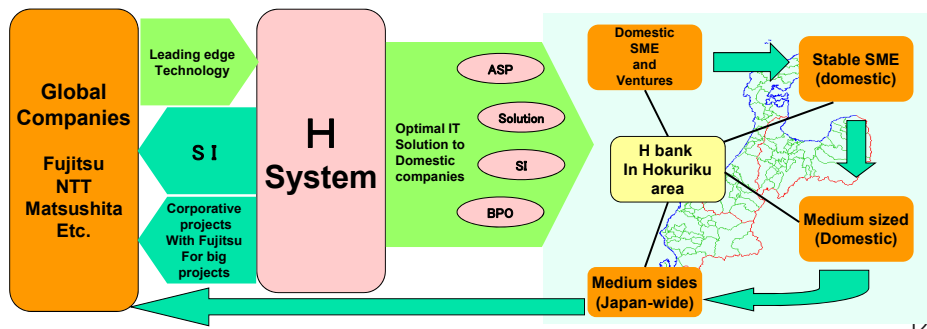 Global
Companies
Fujitsu
NTT
Matsushita
Etc.
Leading edge
Technology
ＳＩ
Corporative
projects
With Fujitsu
For big
projects
H
System
Optimal IT
Solution to
Domestic
companies
ASP
Solution
SI
BPO
Domestic
SME
and
Ventures
Stable SME
(domestic)
H bank
In Hokuriku
area
Medium sized
(Domestic)
Medium sides
(Japan-wide)